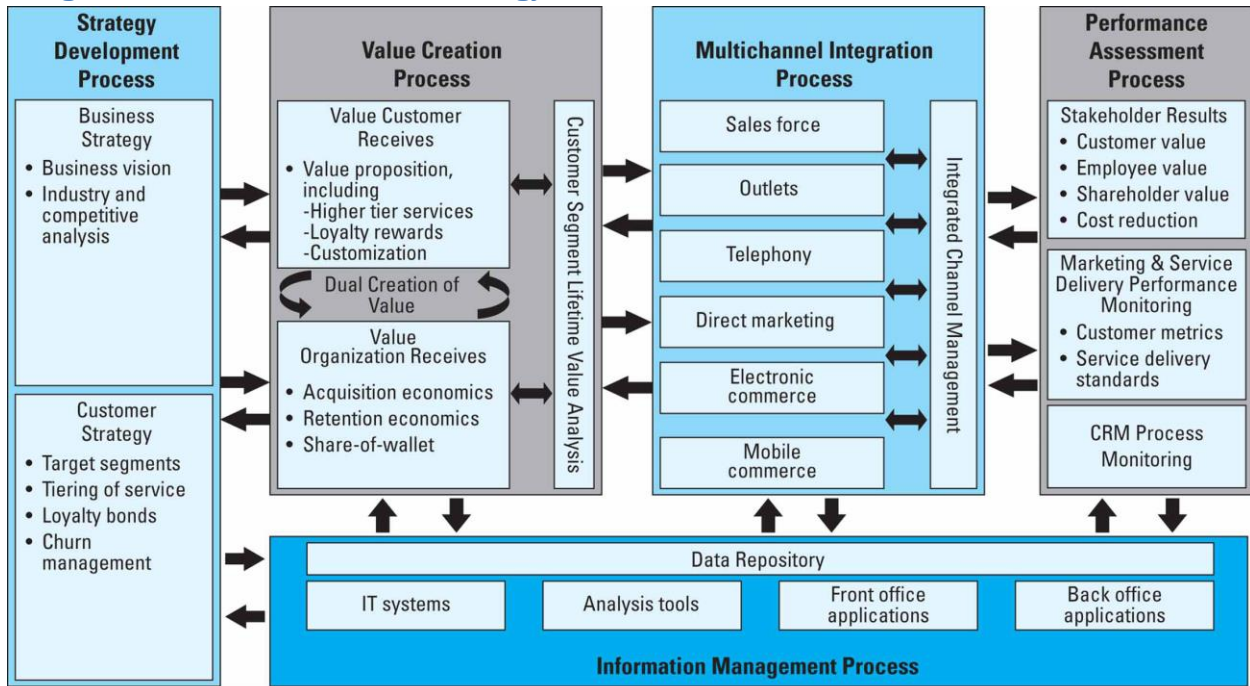 Strategy
Development
Process
Business
Strategy
• Business vision
• Industry and
competitive
analysis
Customer
Strategy
• Target segments
• Tiering of service
• Loyalty bonds
• Churn
management
Value Creation
Process
Value Customer
Receives
• Value proposition,
including
-Higher tier services
-Loyalty rewards
-Customization
Dual Creation of
Value
Value
Organization Receives
• Acquisition economics
• Retention economics
• Share-of-wallet
Customer Segment Lifetime Value Analysis
Multichannel Integration
Process
Sales force
Outlets
Telephony
Direct marketing
Electronic
commerce
Mobile
commerce
Integrated Channel Management
Performance
Assessment
Process
Stakeholder Results
• Customer value
• Employee value
• Shareholder value
• Cost reduction
Marketing & Service
Delivery Performance
Monitoring
• Customer metrics
• Service delivery
standards
CRM Process
Monitoring
Data Repository
IT systems
Analysis tools
Front office
applications
Back office
applications
Information Management Process